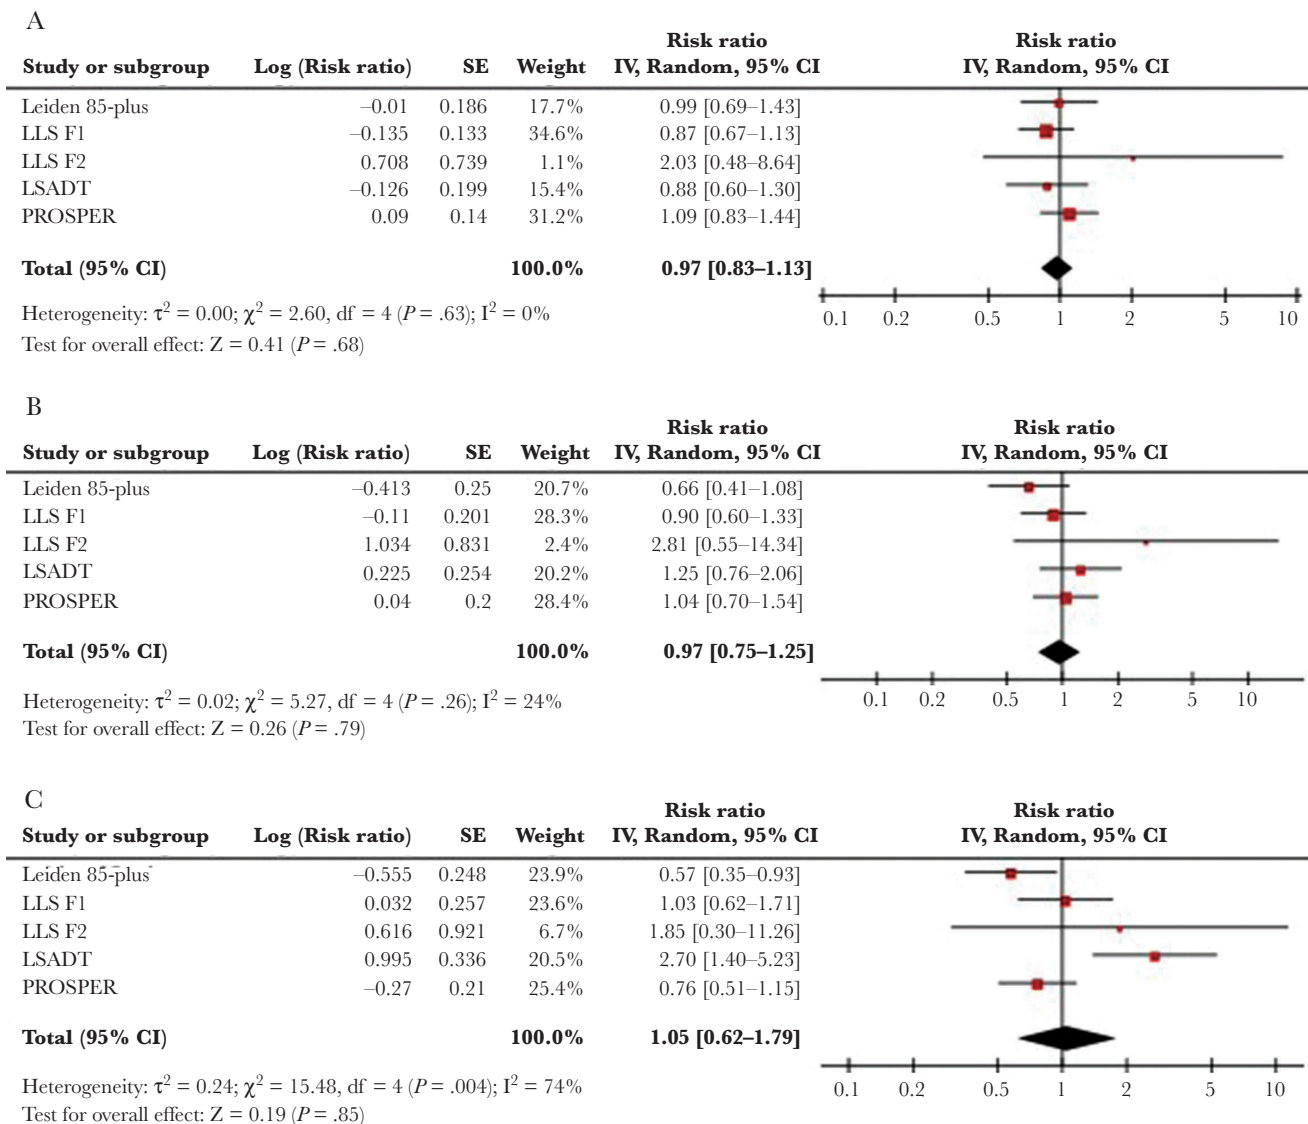 A
Risk ratio Risk ratio
Study or subgroup Log (Risk ratio) SE Weight IV, Random, 95% CI IV, Random, 95% CI
Leiden 85-plus –0.01 0.186 17.7% 0.99 [0.69–1.43]
LLS F1 –0.135 0.133 34.6% 0.87 [0.67–1.13]
LLS F2 0.708 0.739 1.1% 2.03 [0.48–8.64]
LSADT –0.126 0.199 15.4% 0.88 [0.60–1.30]
PROSPER 0.09 0.14 31.2% 1.09 [0.83–1.44]
Total (95% CI) 100.0% 0.97 [0.83–1.13]
Heterogeneity: τ² = 0.00; χ² = 2.60, df = 4 (P = .63); I² = 0%
0.1 0.2 0.5 1 2 5 10
Test for overall effect: Z = 0.41 (P = .68)
B
Risk ratio Risk ratio
Study or subgroup Log (Risk ratio) SE Weight IV, Random, 95% CI IV, Random, 95% CI
Leiden 85-plus –0.413 0.25 20.7% 0.66 [0.41–1.08]
LLS F1 –0.11 0.201 28.3% 0.90 [0.60–1.33]
LLS F2 1.034 0.831 2.4% 2.81 [0.55–14.34]
LSADT 0.225 0.254 20.2% 1.25 [0.76–2.06]
PROSPER 0.04 0.2 28.4% 1.04 [0.70–1.54]
Total (95% CI) 100.0% 0.97 [0.75–1.25]
Heterogeneity: τ² = 0.02; χ² = 5.27, df = 4 (P = .26); I² = 24%
0.1 0.2 0.5 1 2 5 10
Test for overall effect: Z = 0.26 (P = .79)
C
Risk ratio Risk ratio
Study or subgroup Log (Risk ratio) SE Weight IV, Random, 95% CI IV, Random, 95% CI
Leiden 85-plus –0.555 0.248 23.9% 0.57 [0.35–0.93]
LLS F1 0.032 0.257 23.6% 1.03 [0.62–1.71]
LLS F2 0.616 0.921 6.7% 1.85 [0.30–11.26]
LSADT 0.995 0.336 20.5% 2.70 [1.40–5.23]
PROSPER –0.27 0.21 25.4% 0.76 [0.51–1.15]
Total (95% CI) 100.0% 1.05 [0.62–1.79]
Heterogeneity: τ² = 0.24; χ² = 15.48, df = 4 (P = .004); I² = 74%
0.1 0.2 0.5 1 2 5 10
Test for overall effect: Z = 0.19 (P = .85)